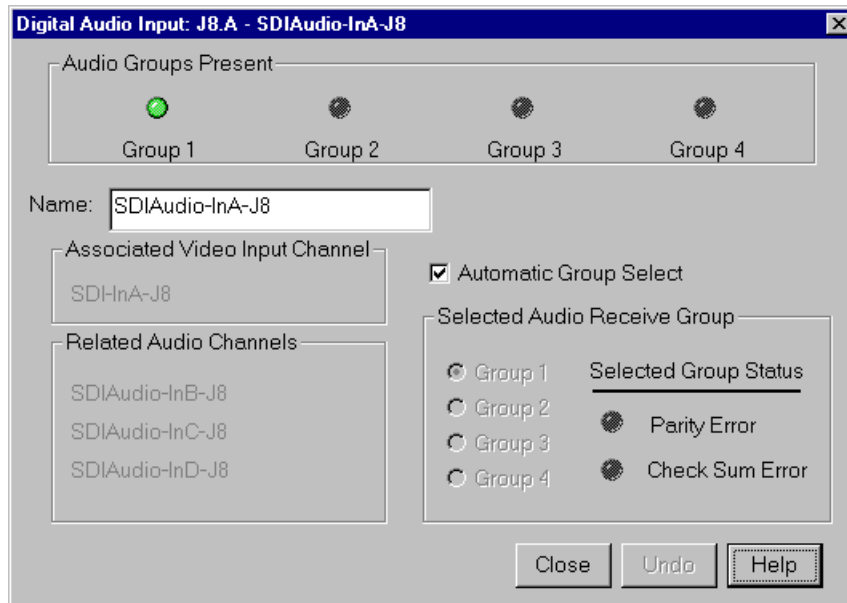 Digital Audio Input: J8.A - SDIAudio-InA-J8
Audio Groups Present
Group 1 Group 2 Group 3 Group 4
Name: SDIAudio-InA-J8
Associated Video Input Channel
SDI-InA-J8
Related Audio Channels
SDIAudio-InB-J8
SDIAudio-InC-J8
SDIAudio-InD-J8
Automatic Group Select
Selected Audio Receive Group
Group 1
Group 2
Group 3
Group 4
Selected Group Status
Parity Error
Check Sum Error
Close Undo Help